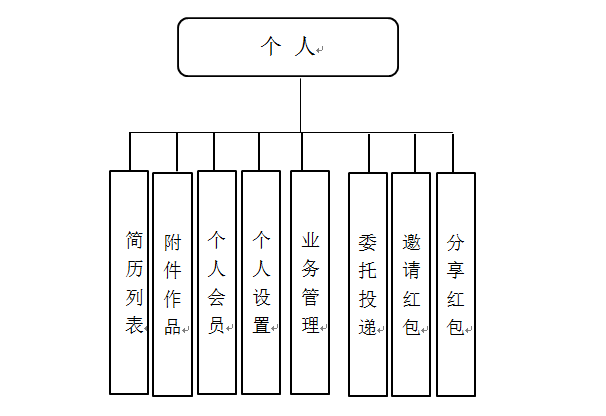 个 人
简历列表
附件作品
个人会员
个人设置
业务管理
委托投递
邀请红包
分享红包